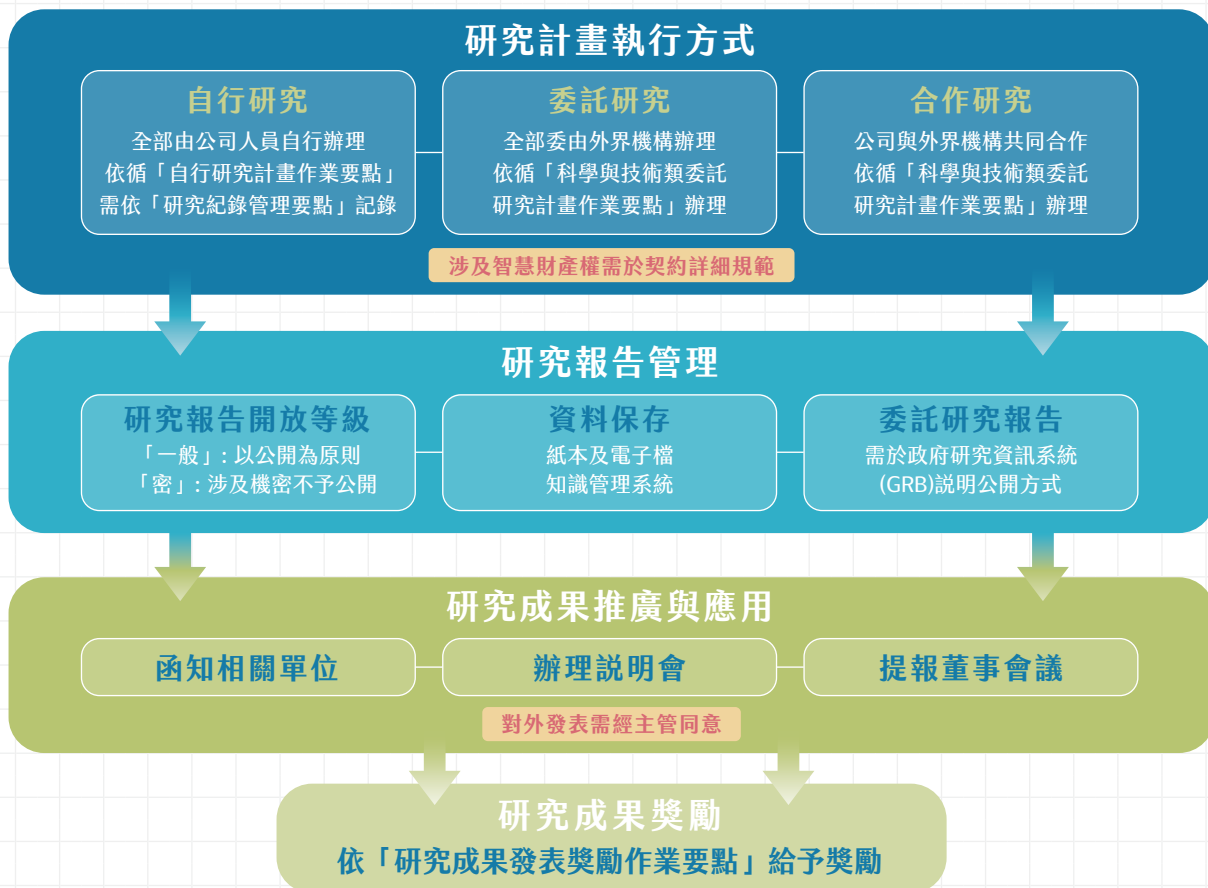 研究計畫執行方式
自行研究
全部由公司人員自行辦理
依循「自行研究計畫作業要點」
需依「研究紀錄管理要點」記錄
委託研究
全部委由外界機構辦理
依循「科學與技術類委託
研究計畫作業要點」辦理
合作研究
公司與外界機構共同合作
依循「科學與技術類委託
研究計畫作業要點」辦理
涉及智慧財產權需於契約詳細規範
研究報告管理
研究報告開放等級
「一般」: 以公開為原則
「密」: 涉及機密不予公開
資料保存
紙本及電子檔
知識管理系統
委託研究報告
需於政府研究資訊系統
(GRB)説明公開方式
研究成果推廣與應用
函知相關單位
辦理説明會
提報董事會議
對外發表需經主管同意
研究成果獎勵
依「研究成果發表獎勵作業要點」給予獎勵